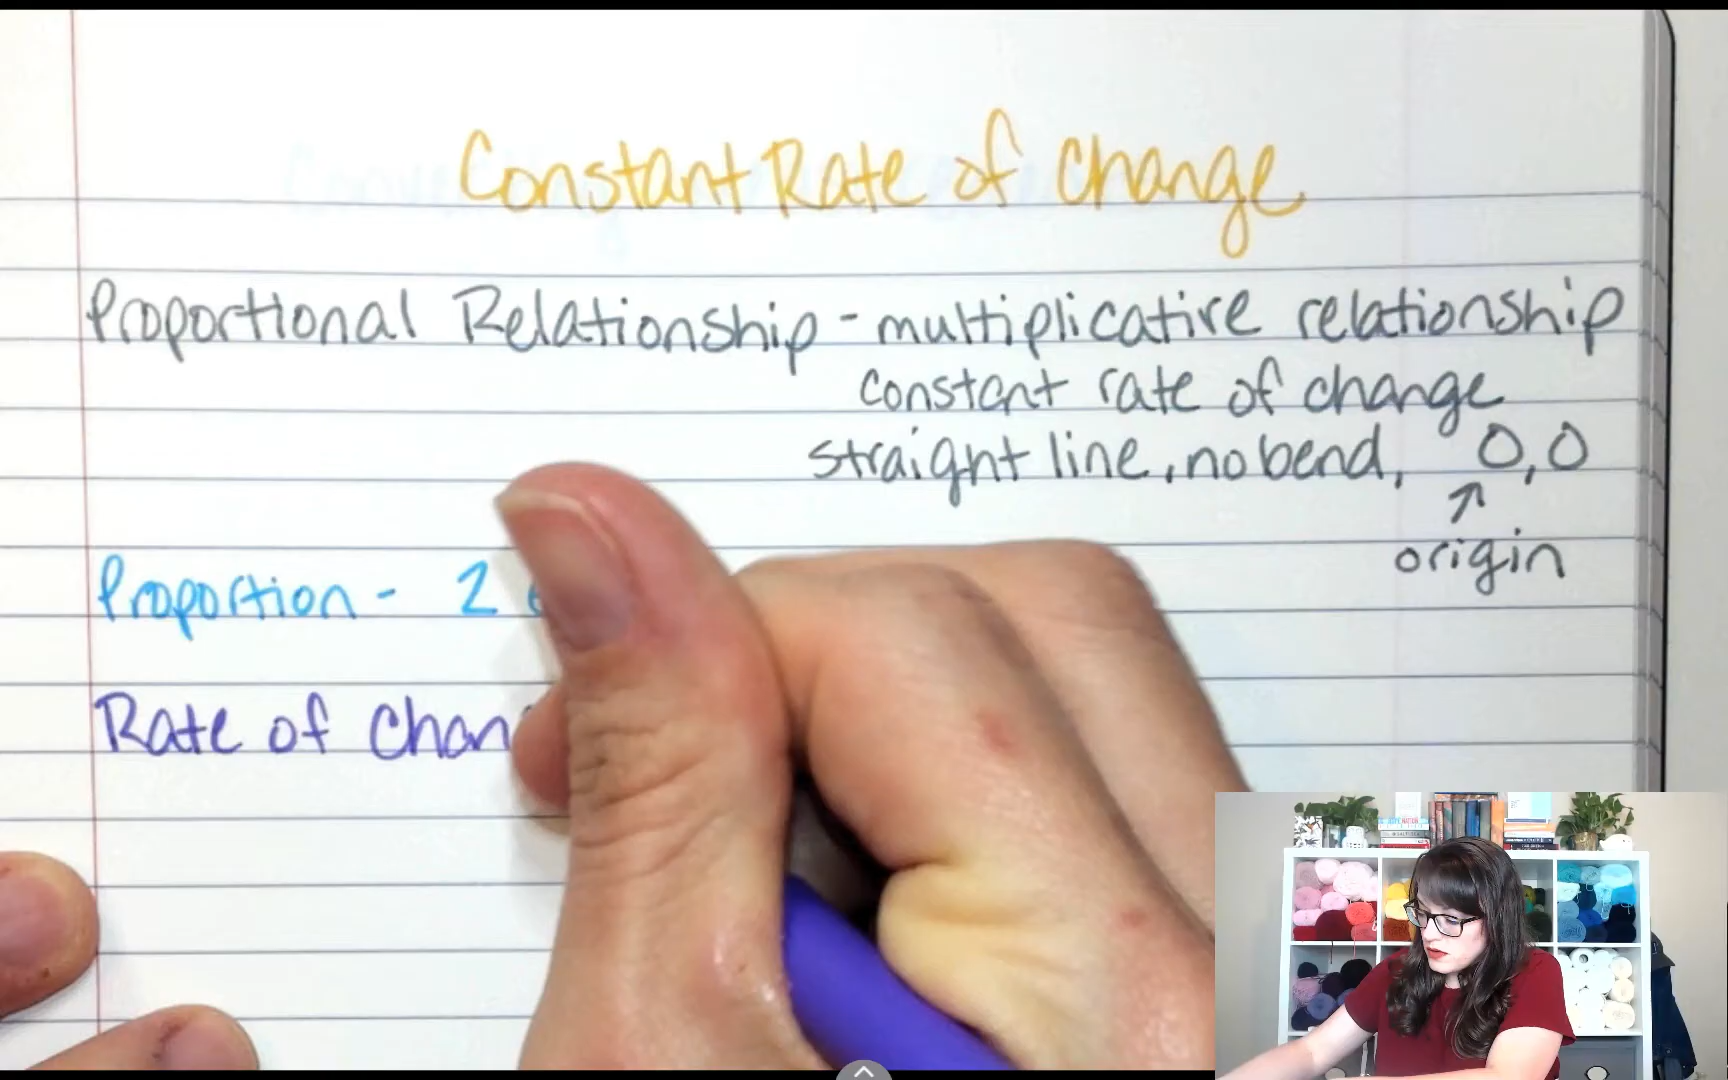 Constant Rate of Change
Proportional Relationship - multiplicative relationship
constant rate of change
straight line, no bend, 0,0
↗
origin
Proportion - 2
Rate of Chan